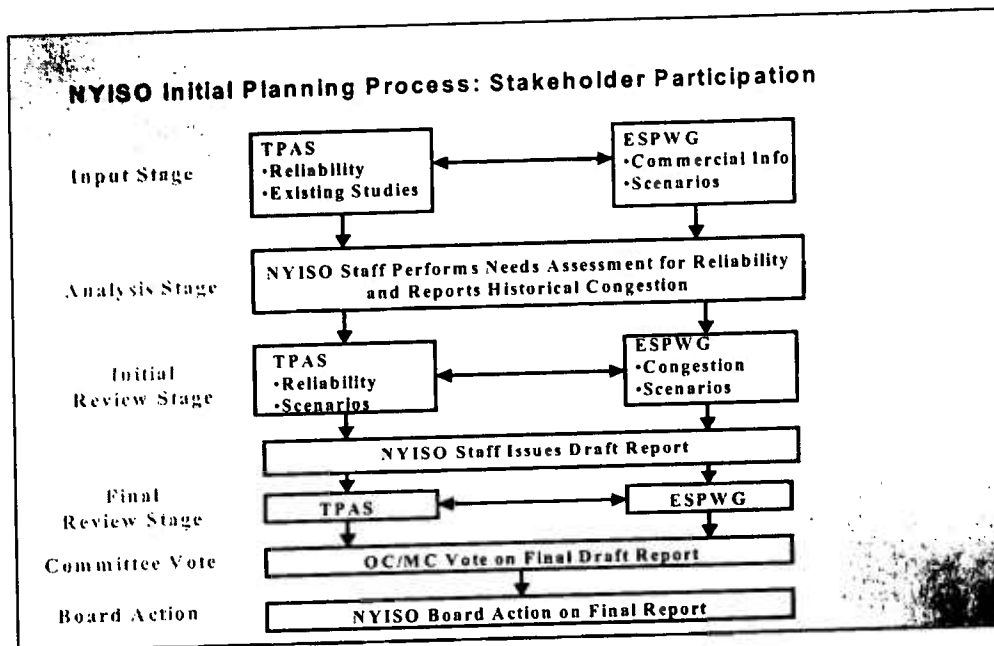 NYISO Initial Planning Process: Stakeholder Participation
Input Stage
TPAS
•Reliability
•Existing Studies
ESPWG
•Commercial Info
•Scenarios
Analysis Stage
NYISO Staff Performs Needs Assessment for Reliability
and Reports Historical Congestion
Initial
Review Stage
TPAS
•Reliability
•Scenarios
ESPWG
•Congestion
•Scenarios
NYISO Staff Issues Draft Report
Final
Review Stage
TPAS
ESPWG
Committee Vote
OC/MC Vote on Final Draft Report
Board Action
NYISO Board Action on Final Report